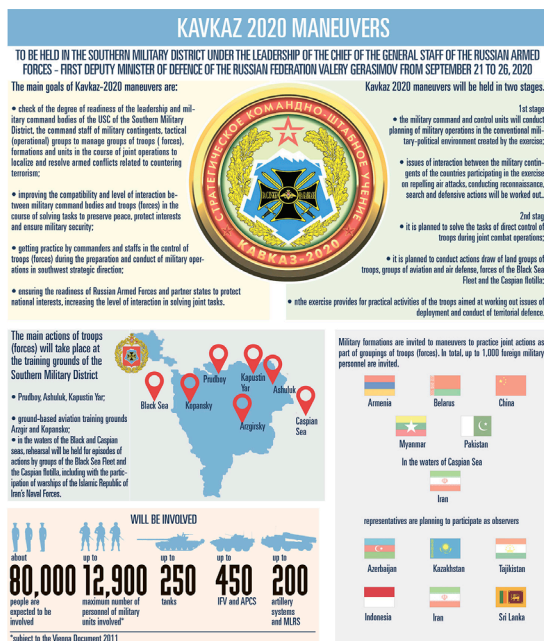 KAVKAZ 2020 MANEUVERS
TO BE HELD IN THE SOUTHERN MILITARY DISTRICT UNDER THE LEADERSHIP OF THE CHIEF OF THE GENERAL STAFF OF THE RUSSIAN ARMED
FORCES - FIRST DEPUTY MINISTER OF DEFENCE OF THE RUSSIAN FEDERATION VALERY GERASIMOV FROM SEPTEMBER 21 TO 26, 2020
The main goals of Kavkaz-2020 maneuvers are:
• check of the degree of readiness of the leadership and mil-
itary command bodies of the USC of the Southern Military
District, the command staff of military contingents, tactical
(operational) groups to manage groups of troops ( forces),
formations and units in the course of joint operations to
localize and resolve armed conflicts related to countering
terrorism;
• improving the compatibility and level of interaction be-
tween military command bodies and troops (forces) in the
course of solving tasks to preserve peace, protect interests
and ensure military security;
• getting practice by commanders and staffs in the control of
troops (forces) during the preparation and conduct of military oper-
ations in southwest strategic direction;
• ensuring the readiness of Russian Armed Forces and partner states to protect
national interests, increasing the level of interaction in solving joint tasks.
СТРАТЕГИЧЕСКОЕ КОМАНДНО-ШТАБНОЕ УЧЕНИЕ
КАВКАЗ-2020
Kavkaz 2020 maneuvers will be held in two stages.
1st stage
• the military command and control units will conduct
planning of military operations in the conventional mil-
itary-political environment created by the exercise;
• issues of interaction between the military contin-
gents of the countries participating in the exercise
on repelling air attacks, conducting reconnaissance,
search and defensive actions will be worked out..
2nd stag
• it is planned to solve the tasks of direct control of
troops during joint combat operations;
• it is planned to conduct actions draw of land groups of
troops, groups of aviation and air defense, forces of the Black Sea
Fleet and the Caspian flotilla;
• nthe exercise provides for practical activities of the troops aimed at working out issues of
deployment and conduct of territorial defence.
The main actions of troops
(forces) will take place at
the training grounds of the
Southern Military District
• Prudboy, Ashuluk, Kapustin Yar;
• ground-based aviation training grounds
Arzgir and Kopansko;
• in the waters of the Black and Caspian
seas, rehearsal will be held for episodes of
actions by groups of the Black Sea Fleet and
the Caspian flotilla, including with the partic-
ipation of warships of the Islamic Republic of
Iran's Naval Forces.
Prudboy
Kapustin
Yar
Ashuluk
Black Sea
Kopansky
Arzgirsky
Caspian
Sea
Military formations are invited to maneuvers to practice joint actions as
part of groupings of troops (forces). In total, up to 1,000 foreign military
personnel are invited.
Armenia
Belarus
China
Myanmar
Pakistan
In the waters of Caspian Sea
Iran
representatives are planning to participate as observers
Azerbaijan
Kazakhstan
Tajikistan
Indonesia
Iran
Sri Lanka
WILL BE INVOLVED
about
80,000
people are
expected to be
involved
up to
12,900
maximum number of
personnel of military
units involved*
up to
250
tanks
up to
450
IFV and APCS
up to
200
artillery
systems
and MLRS
*subject to the Vienna Document 2011